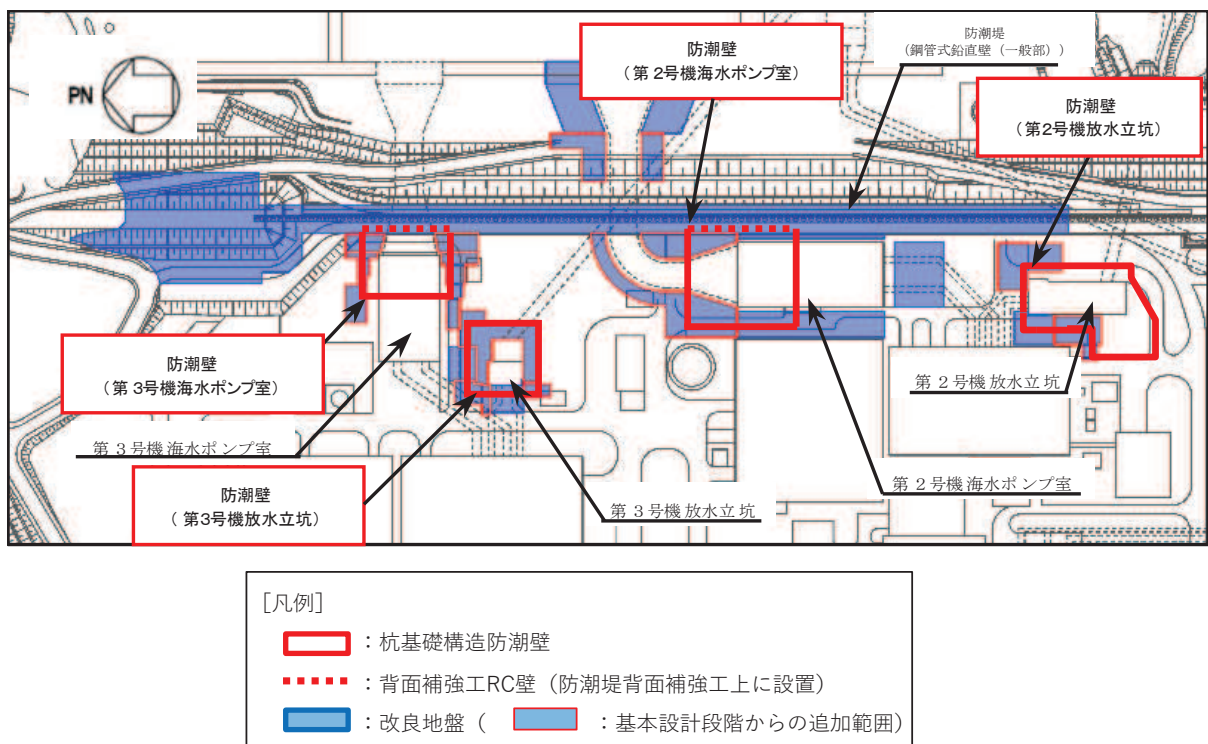 防潮壁
(第2号機海水ポンプ室)
防潮堤
(鋼管式鉛直壁(一般部))
防潮壁
(第2号機放水立坑)
PN
防潮壁
(第3号機海水ポンプ室)
第3号機海水ポンプ室
防潮壁
(第3号機放水立坑)
第3号機放水立坑
第2号機海水ポンプ室
第2号機放水立坑
[凡例]
:杭基礎構造防潮壁
:背面補強工RC壁(防潮堤背面補強工上に設置)
:改良地盤( :基本設計段階からの追加範囲)